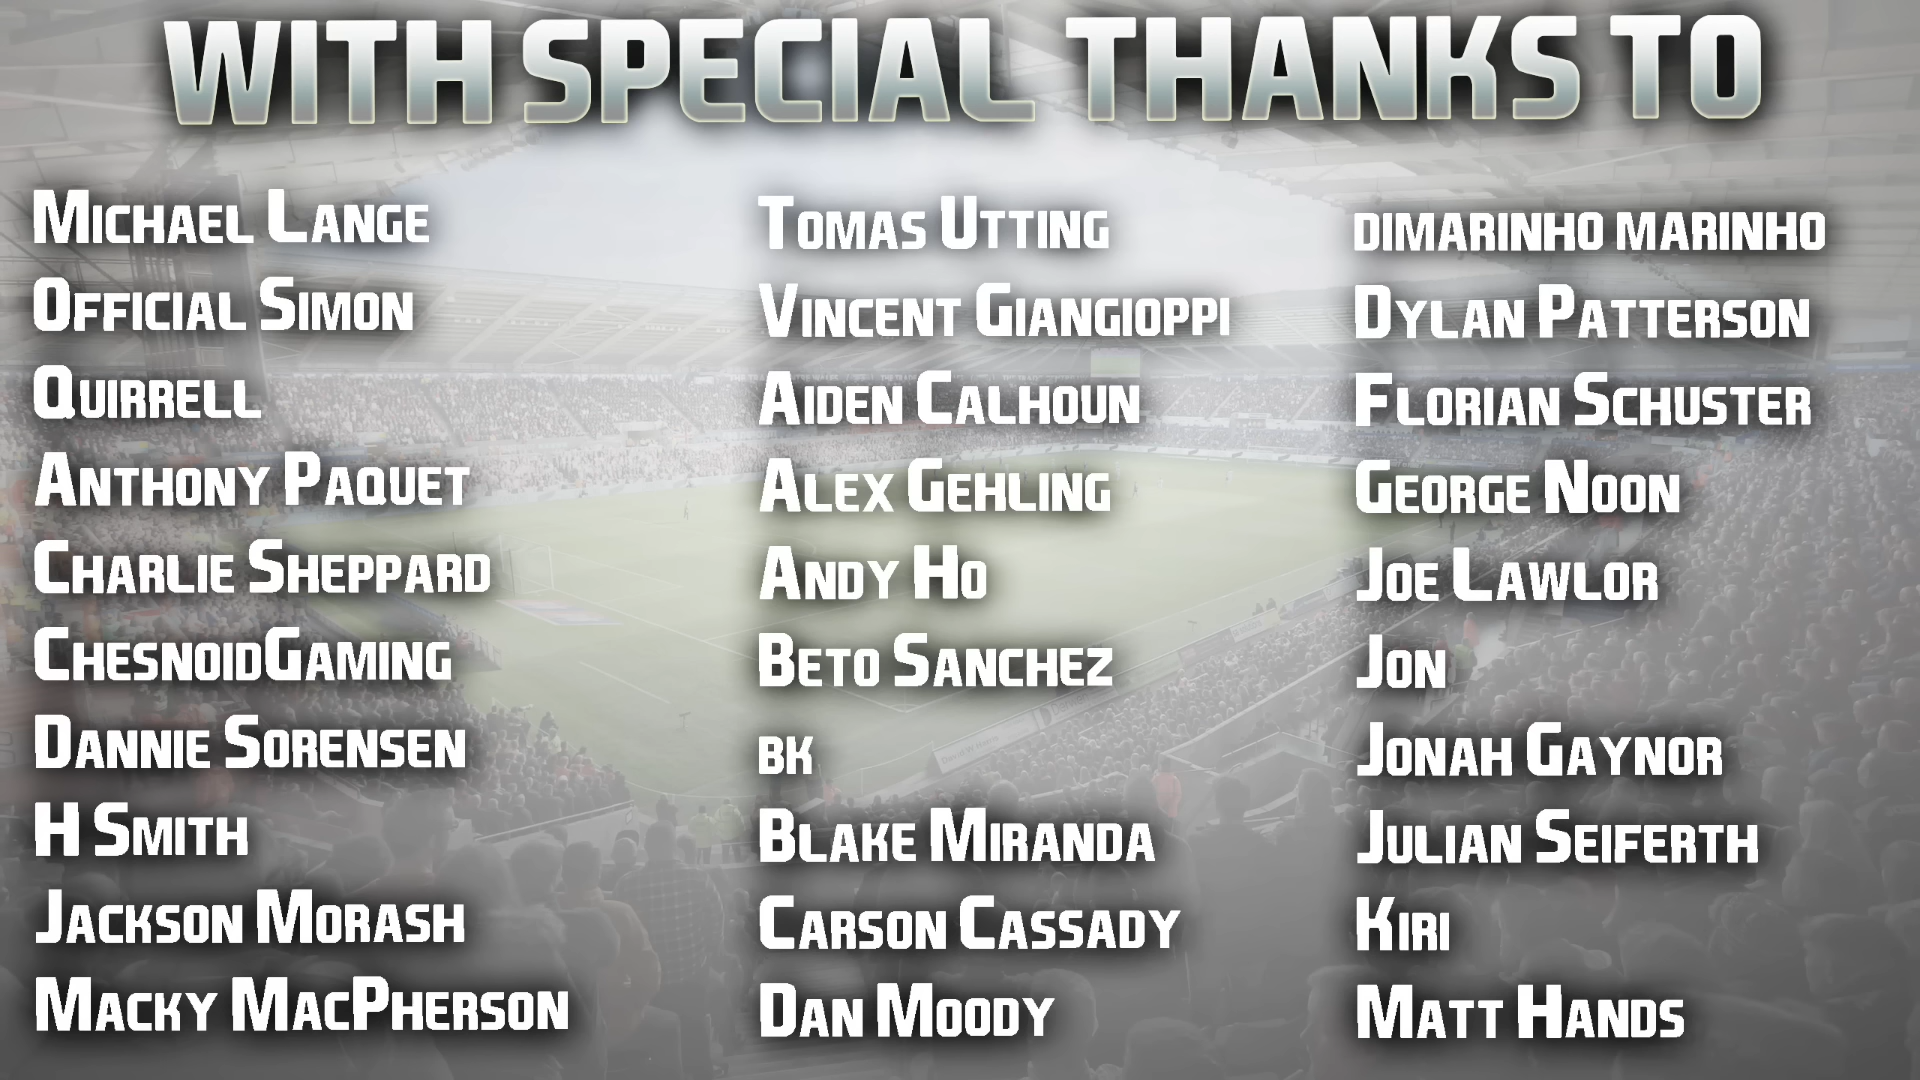 WITH SPECIAL THANKS TO
Michael Lange
Official Simon
Quirrell
Anthony Paquet
Charlie Sheppard
ChesnoidGaming
Dannie Sorensen
H Smith
Jackson Morash
Macky MacPherson
Tomas Utting
Vincent Giangioppi
Aiden Calhoun
Alex Gehling
Andy Ho
Beto Sanchez
bk
Blake Miranda
Carson Cassady
Dan Moody
dimarinho marinho
Dylan Patterson
Florian Schuster
George Noon
Joe Lawlor
Jon
Jonah Gaynor
Julian Seiferth
Kiri
Matt Hands